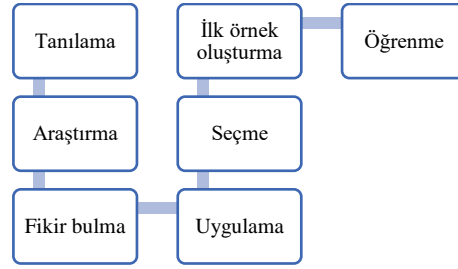 Tanılama
Araştırma
Fikir bulma
Uygulama
Seçme
İlk örnek
oluşturma
Öğrenme